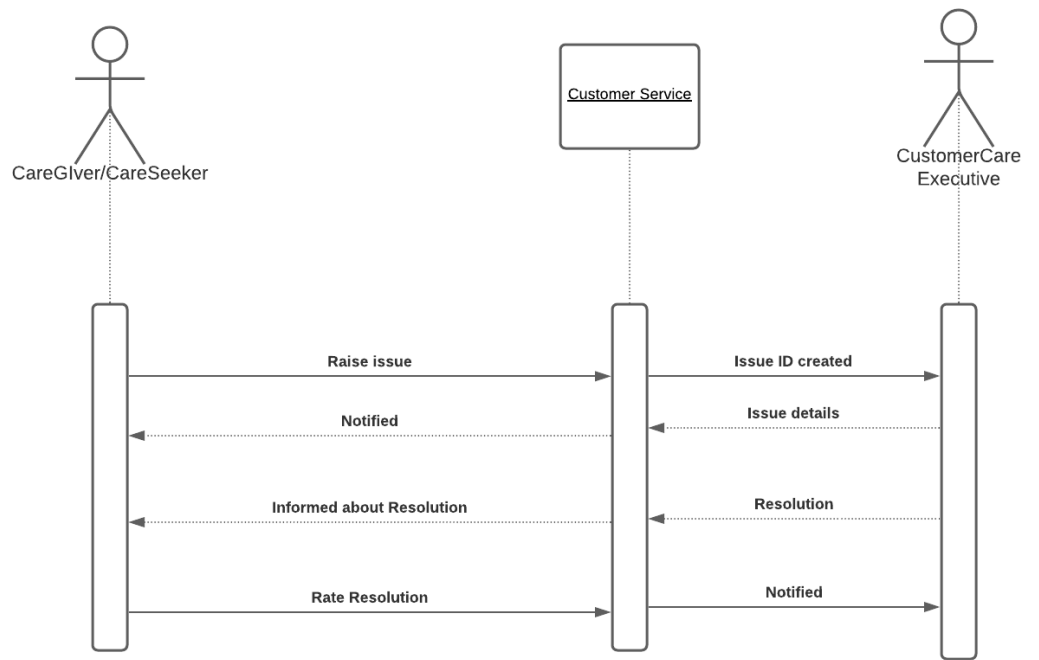 Customer Service
CareGIver/CareSeeker
CustomerCare
Executive
Raise issue
Issue ID created
Notified
Issue details
Informed about Resolution
Resolution
Rate Resolution
Notified